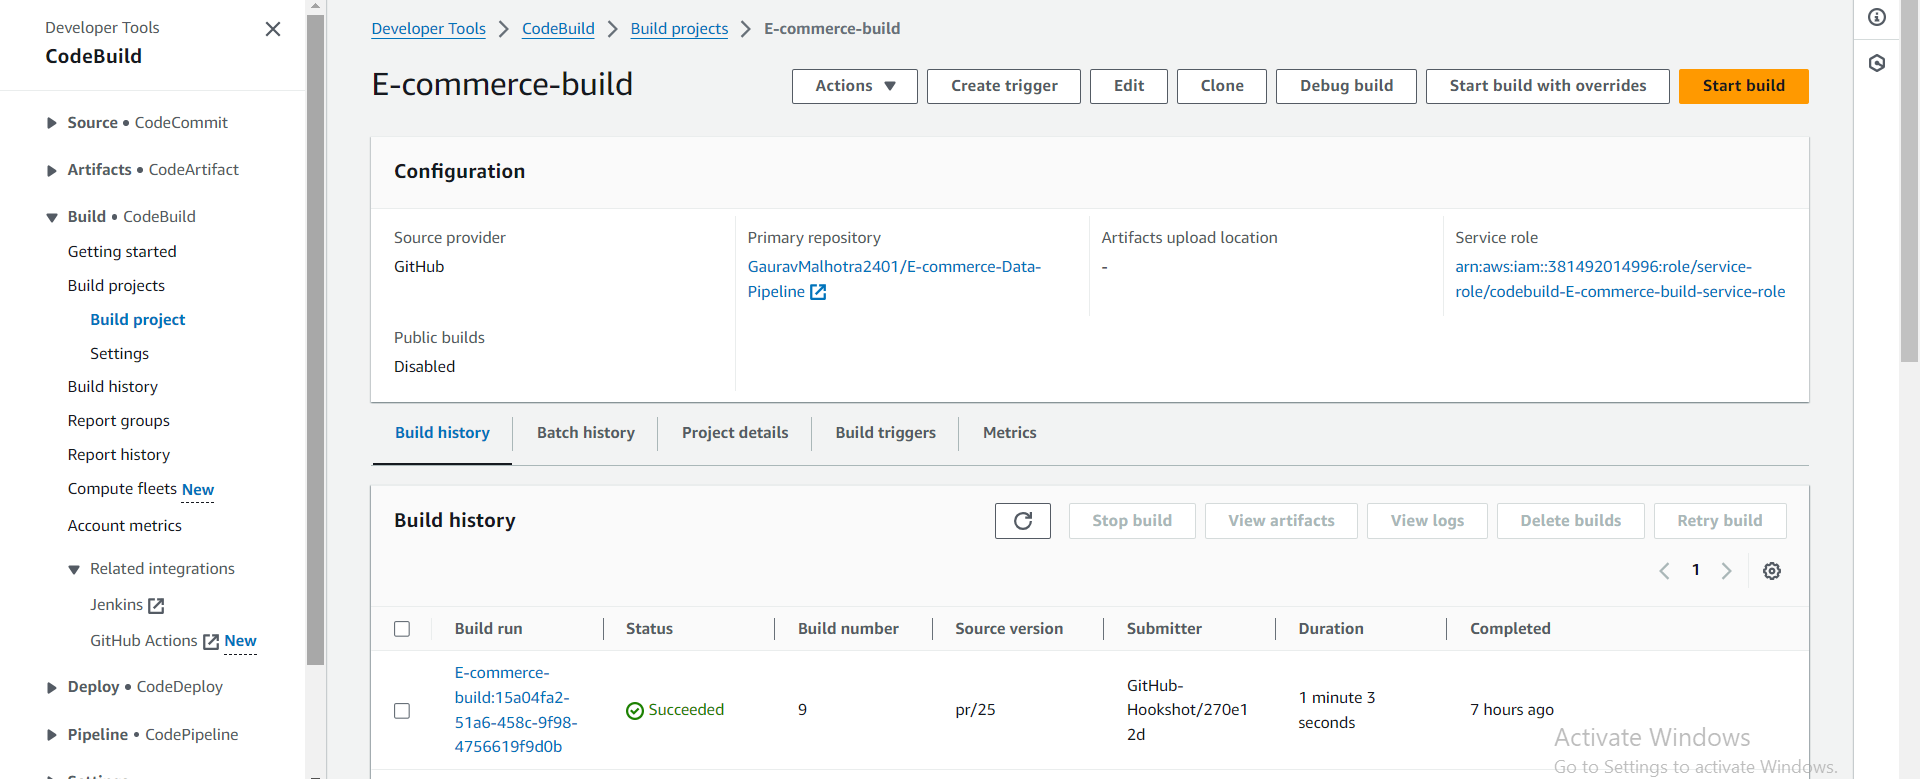 Developer Tools
CodeBuild
Source • CodeCommit
Artifacts • CodeArtifact
Build • CodeBuild
Getting started
Build projects
Build project
Settings
Build history
Report groups
Report history
Compute fleets New
Account metrics
Related integrations
Jenkins
GitHub Actions New
Deploy • CodeDeploy
Pipeline • CodePipeline
Developer Tools > CodeBuild > Build projects > E-commerce-build
E-commerce-build
Actions Create trigger Edit Clone Debug build Start build with overrides Start build
Configuration
Source provider
GitHub
Primary repository
GauravMalhotra2401/E-commerce-Data-
Pipeline
Artifacts upload location
-
Service role
arn:aws:iam::381492014996:role/service-
role/codebuild-E-commerce-build-service-role
Public builds
Disabled
Build history Batch history Project details Build triggers Metrics
Build history
Stop build View artifacts View logs Delete builds Retry build
1
Build run Status Build number Source version Submitter Duration Completed
E-commerce-
build:15a04fa2-
51a6-458c-9f98-
4756619f9d0b
Succeeded
9
pr/25
GitHub-
Hookshot/270e1
2d
1 minute 3
seconds
7 hours ago
Activate Windows
Go to Settings to activate Windows.